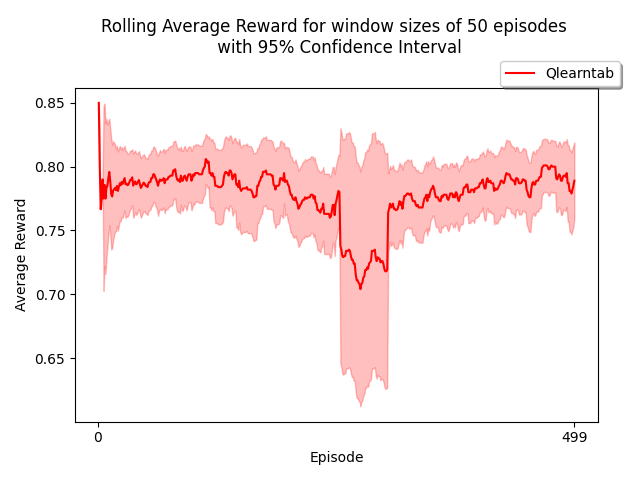 Rolling Average Reward for window sizes of 50 episodes
with 95% Confidence Interval
Qlearntab
0.85
0.80
0.75
0.70
0.65
Average Reward
0
499
Episode